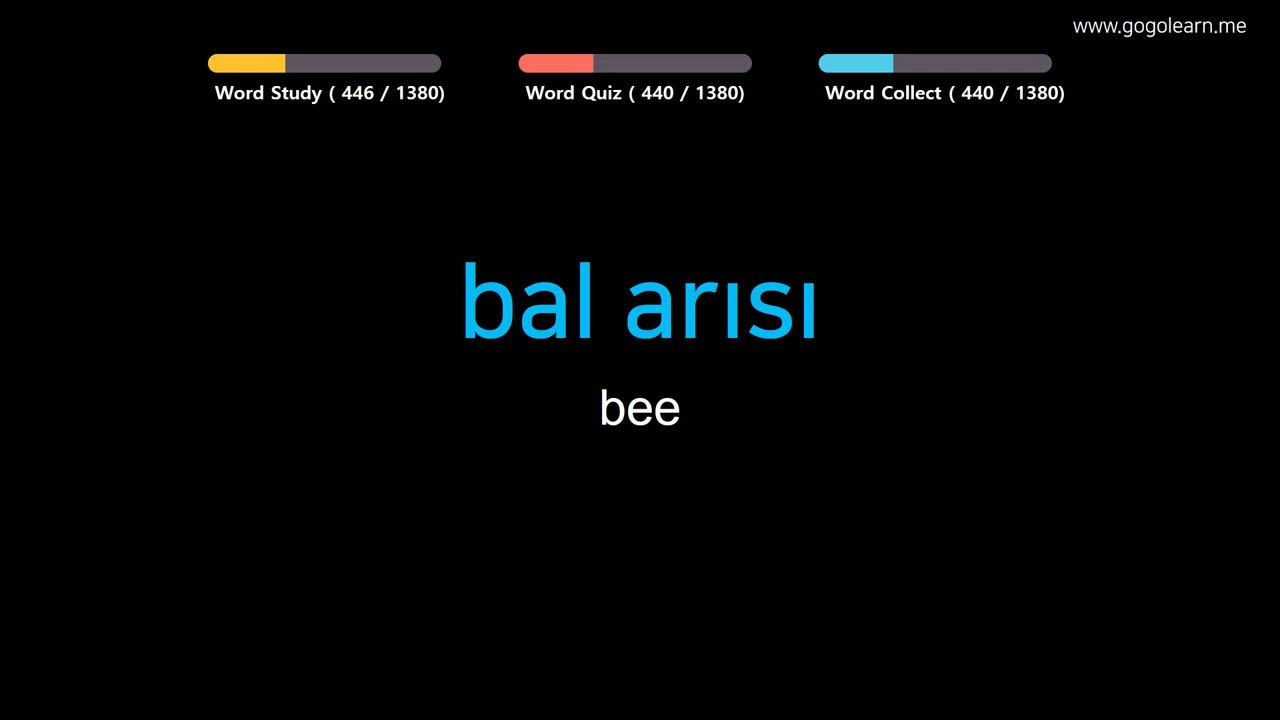 www.gogolearn.me
Word Study ( 446 / 1380)
Word Quiz ( 440 / 1380)
Word Collect ( 440 / 1380)
bal arısı
bee